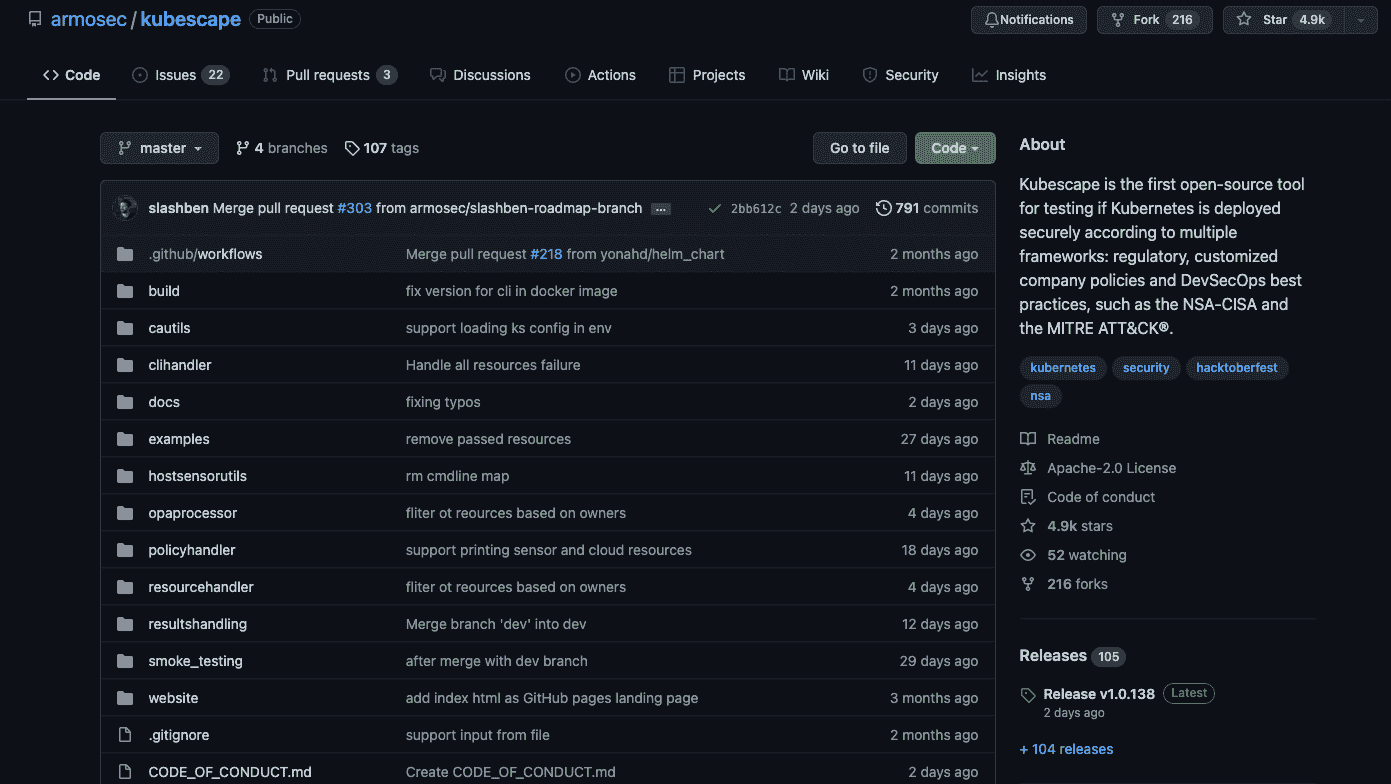 armosec / kubescape Public Notifications Fork 216 Star 4.9k
Code Issues 22 Pull requests 3 Discussions Actions Projects Wiki Security Insights
master 4 branches 107 tags Go to file Code
slashben Merge pull request #303 from armosec/slashben-roadmap-branch ... 2bb612c 2 days ago 791 commits
.github/workflows Merge pull request #218 from yonahd/helm_chart 2 months ago
build fix version for cli in docker image 2 months ago
cautils support loading ks config in env 3 days ago
clihandler Handle all resources failure 11 days ago
docs fixing typos 2 days ago
examples remove passed resources 27 days ago
hostsensorutils rm cmdline map 11 days ago
opaprocessor fliter ot reources based on owners 4 days ago
policyhandler support printing sensor and cloud resources 18 days ago
resourcehandler fliter ot reources based on owners 4 days ago
resultshandling Merge branch 'dev' into dev 12 days ago
smoke_testing after merge with dev branch 29 days ago
website add index html as GitHub pages landing page 3 months ago
.gitignore support input from file 2 months ago
CODE_OF_CONDUCT.md Create CODE_OF_CONDUCT.md 2 days ago
About
Kubescape is the first open-source tool
for testing if Kubernetes is deployed
securely according to multiple
frameworks: regulatory, customized
company policies and DevSecOps best
practices, such as the NSA-CISA and
the MITRE ATT&CK®.
kubernetes security hacktoberfest
nsa
Readme
Apache-2.0 License
Code of conduct
4.9k stars
52 watching
216 forks
Releases 105
Release v1.0.138 Latest
2 days ago
+ 104 releases